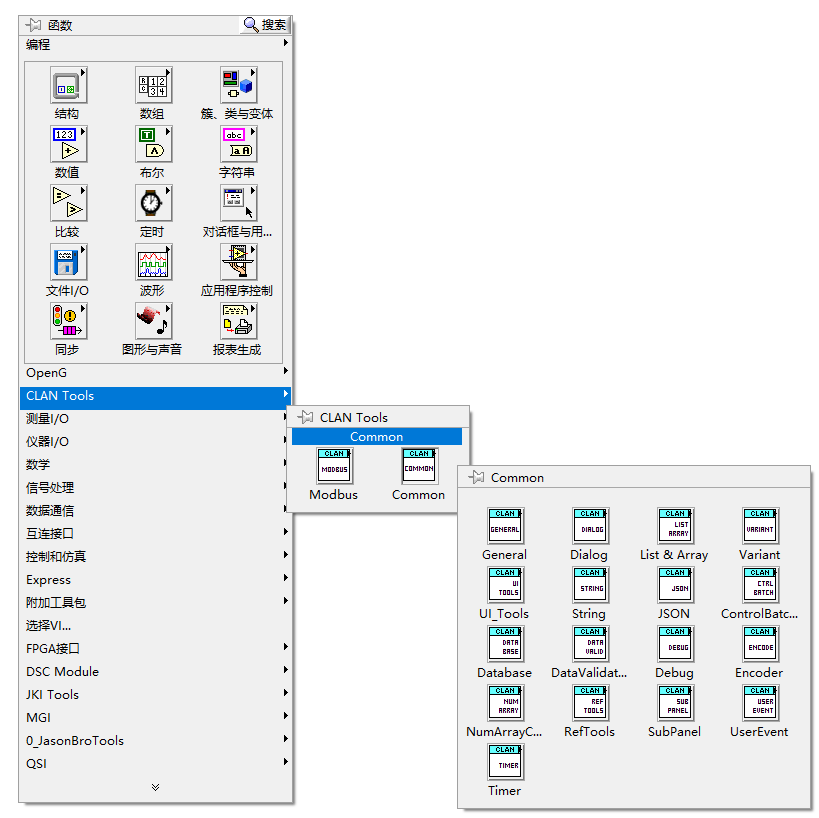 函数
搜索
编程
结构 数组 簇、类与变体
123
数值 布尔 字符串
T abc
a A
比较 定时 对话框与用...
文件I/O 波形 应用程序控制
同步 图形与声音 报表生成
OpenG
CLAN Tools
测量I/O
仪器I/O
数学
信号处理
数据通信
互连接口
控制和仿真
Express
附加工具包
选择VI...
FPGA接口
DSC Module
JKI Tools
MGI
0_JasonBroTools
QSI
CLAN Tools
Common
CLAN CLAN
MODBUS COMMON
Modbus Common
Common
CLAN CLAN CLAN CLAN
GENERAL DIALOG LIST ARRAY VARIANT
General Dialog List & Array Variant
CLAN CLAN CLAN CLAN
UI TOOLS STRING JSON CTRL BATCH
UI_Tools String JSON ControlBatc...
CLAN CLAN CLAN CLAN
DATA BASE DATA VALID DEBUG ENCODE
Database DataValidat... Debug Encoder
CLAN CLAN CLAN CLAN
NUM ARRAY REF TOOLS SUB PANEL USER EVENT
NumArrayC... RefTools SubPanel UserEvent
CLAN
TIMER
Timer